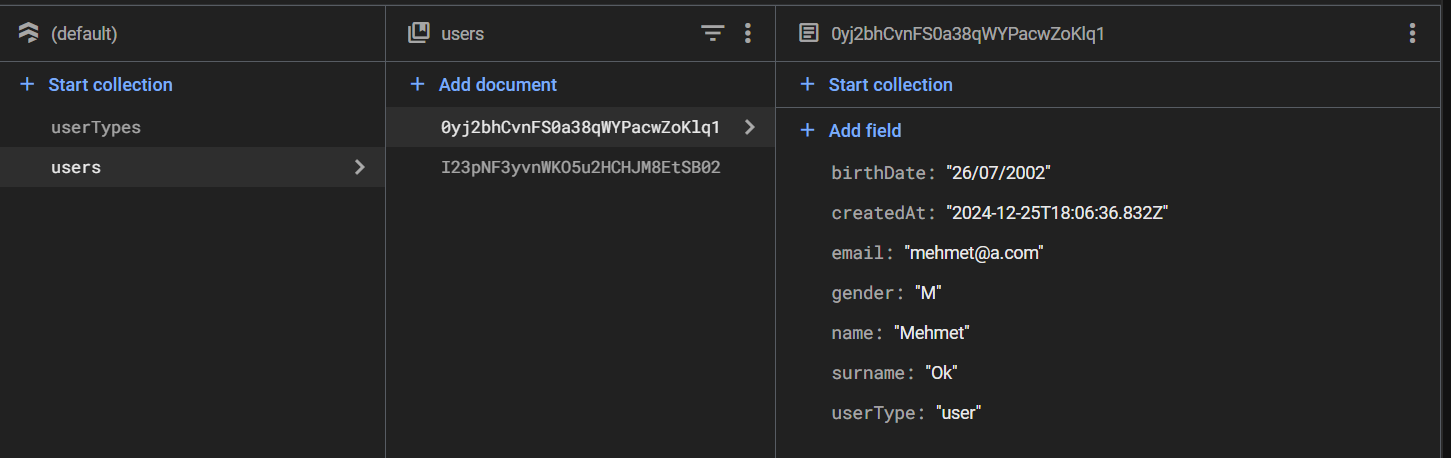 (default)
Start collection
userTypes
users
users
Add document
0yj2bhCvnFS0a38qWYPacwZoKlq1
I23pNF3yvnWKO5u2HCHJM8EtSB02
0yj2bhCvnFS0a38qWYPacwZoKlq1
Start collection
Add field
birthDate: "26/07/2002"
createdAt: "2024-12-25T18:06:36.832Z"
email: "mehmet@a.com"
gender: "M"
name: "Mehmet"
surname: "Ok"
userType: "user"